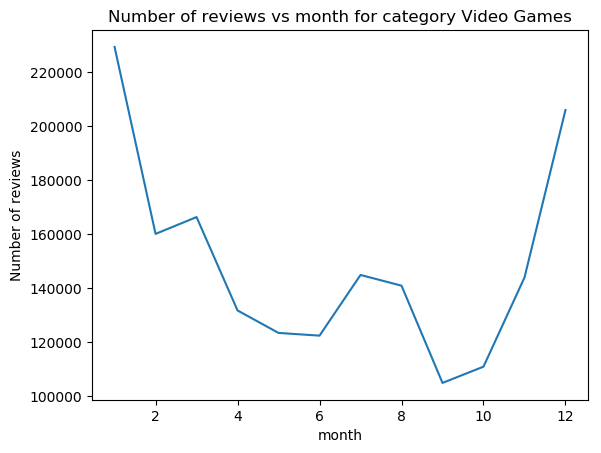 Number of reviews vs month for category Video Games
220000
200000
180000
160000
140000
120000
100000
Number of reviews
2 4 6 8 10 12
month